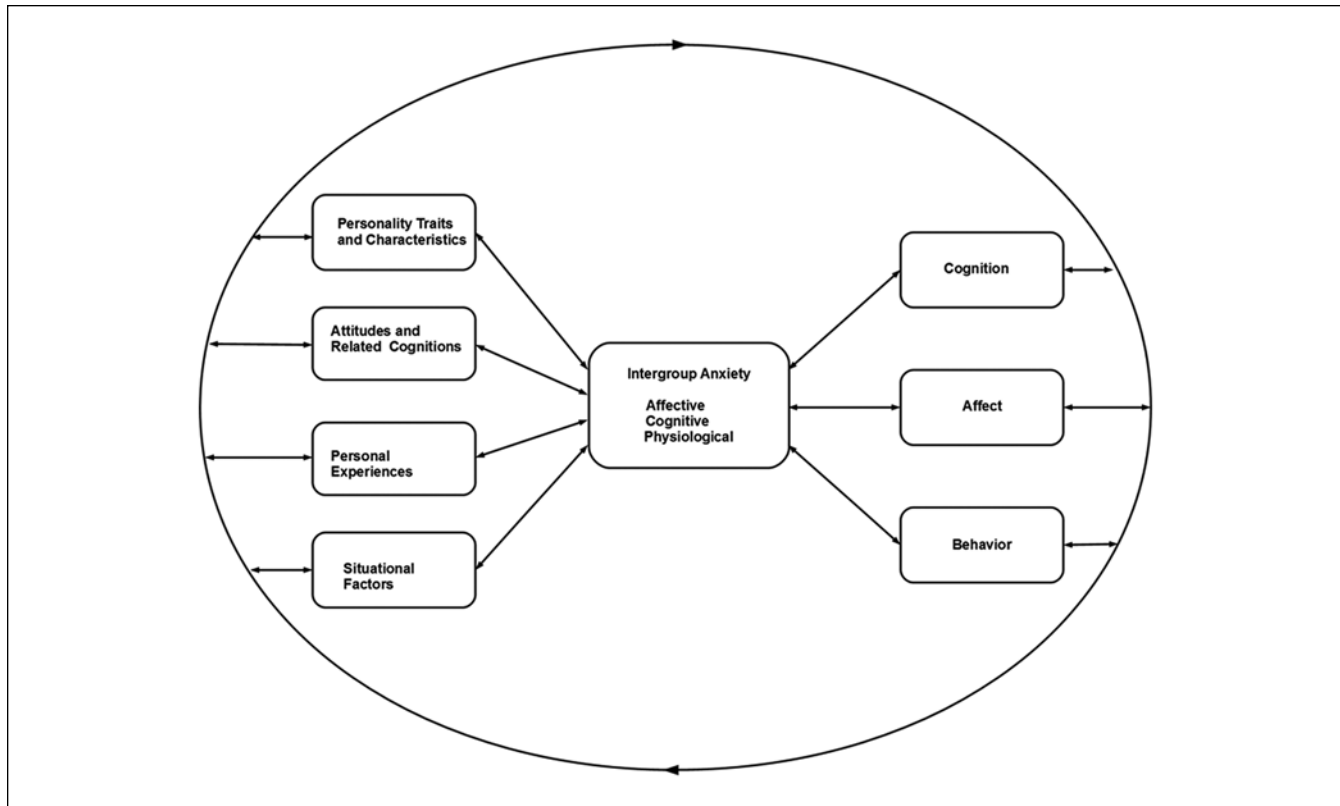 Personality Traits
and Characteristics
Attitudes and
Related Cognitions
Personal
Experiences
Situational
Factors
Intergroup Anxiety
Affective
Cognitive
Physiological
Cognition
Affect
Behavior